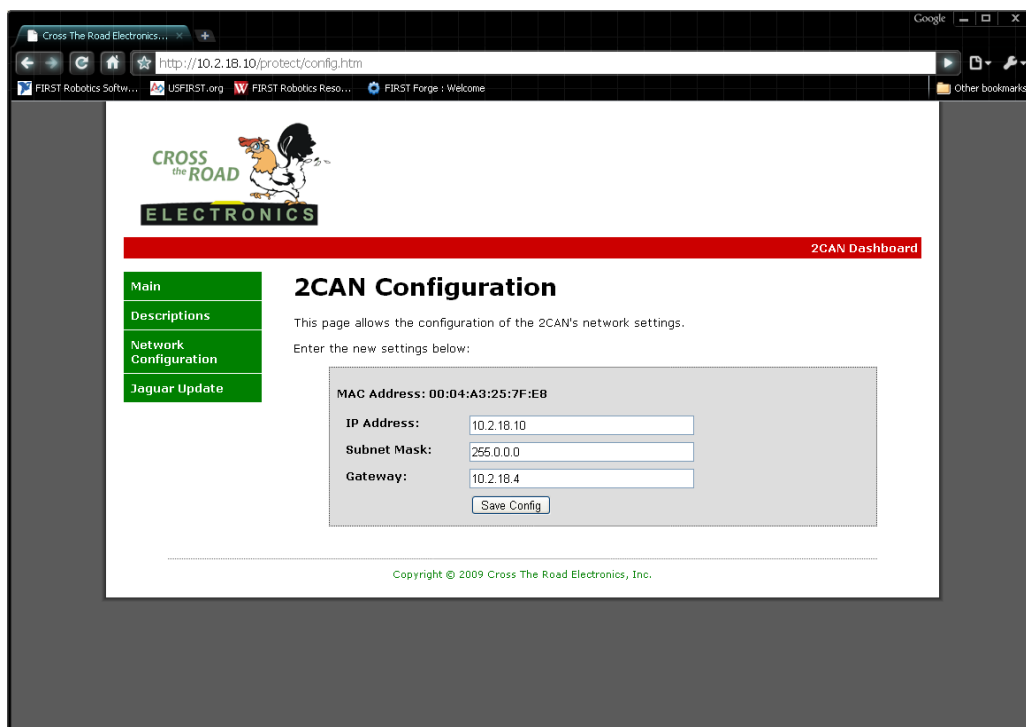 Google
Cross The Road Electronics...
http://10.2.18.10/protect/config.htm
FIRST Robotics Softw... USFIRST.org FIRST Robotics Reso... FIRST Forge : Welcome Other bookmarks
CROSS
the ROAD
ELECTRONICS
2CAN Dashboard
Main
Descriptions
Network
Configuration
Jaguar Update
2CAN Configuration
This page allows the configuration of the 2CAN's network settings.
Enter the new settings below:
MAC Address: 00:04:A3:25:7F:E8
IP Address: 10.2.18.10
Subnet Mask: 255.0.0.0
Gateway: 10.2.18.4
Save Config
Copyright © 2009 Cross The Road Electronics, Inc.